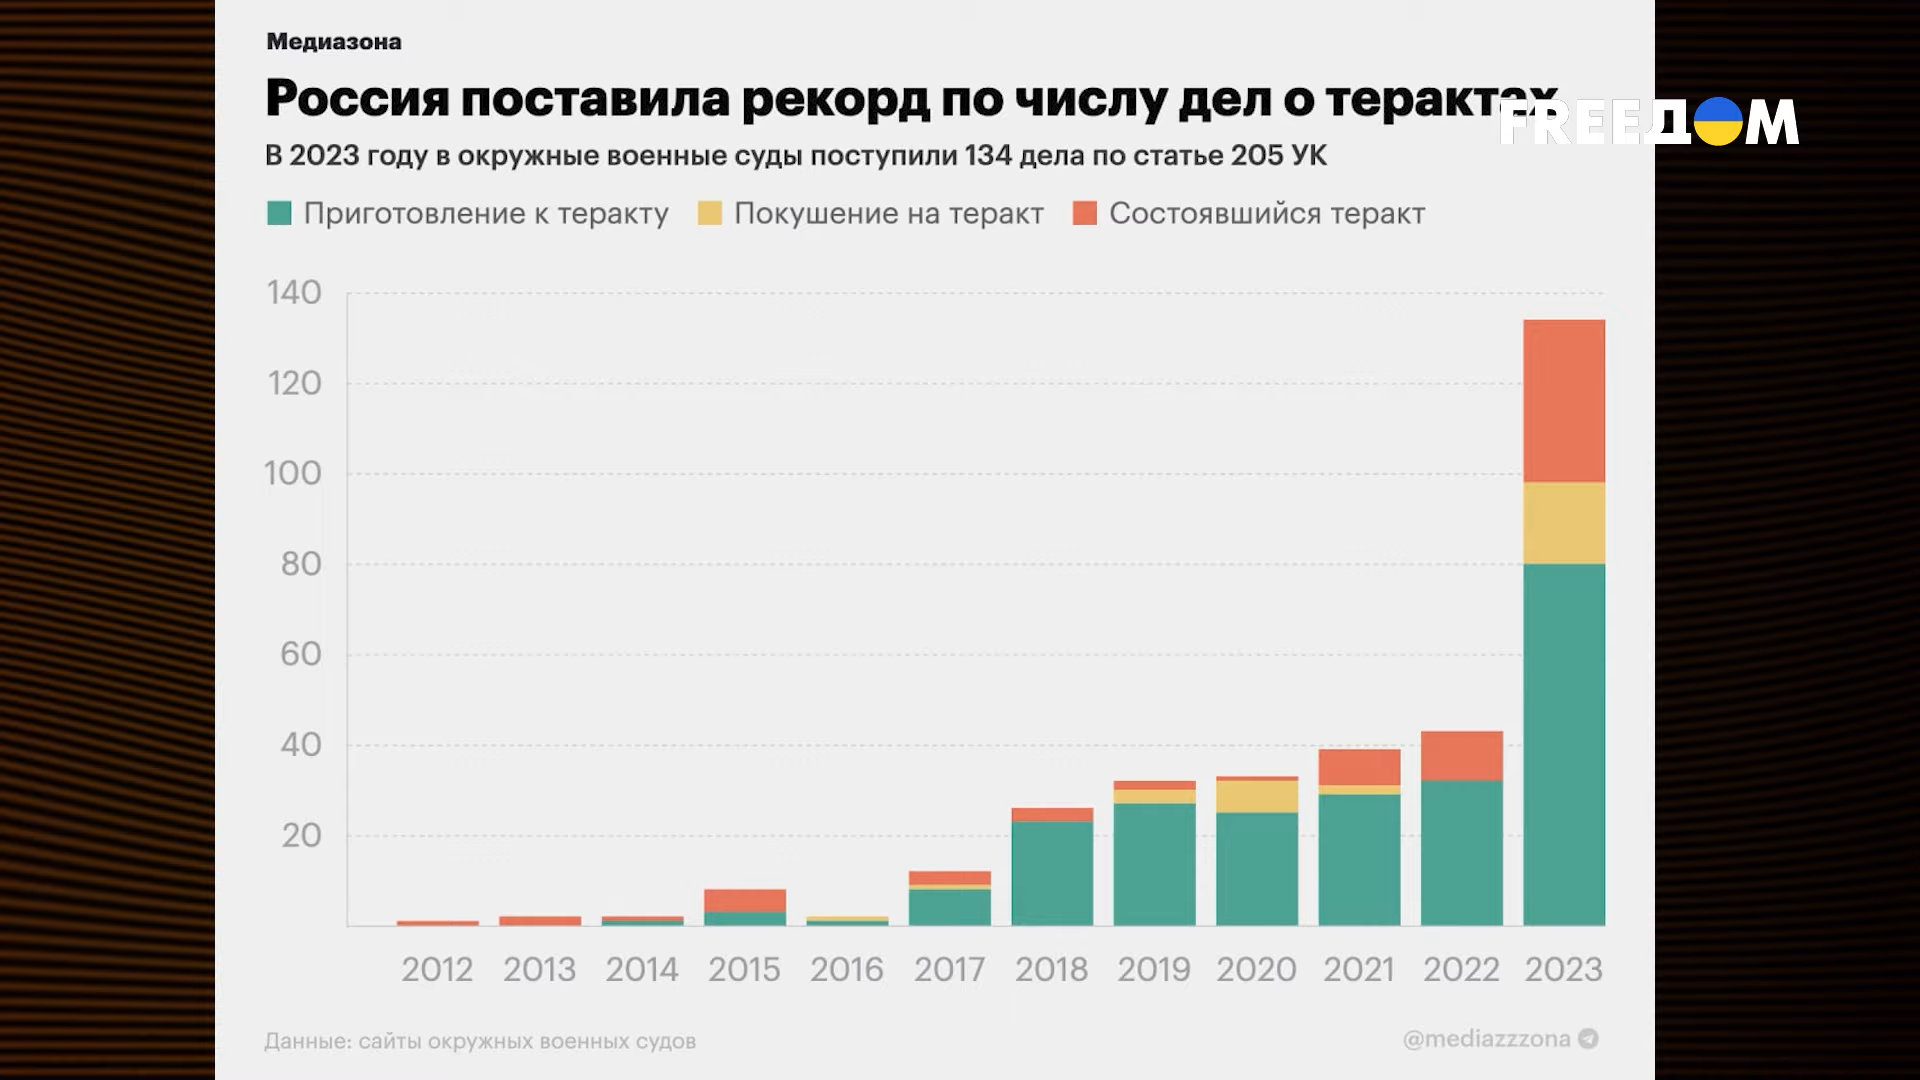 Медиазона
Россия поставила рекорд по числу дел о терактах
FREEДOM
В 2023 году в окружные военные суды поступили 134 дела по статье 205 УК
Приготовление к теракту Покушение на теракт Состоявшийся теракт
140
120
100
80
60
40
20
2012 2013 2014 2015 2016 2017 2018 2019 2020 2021 2022 2023
Данные: сайты окружных военных судов
@mediazzzona